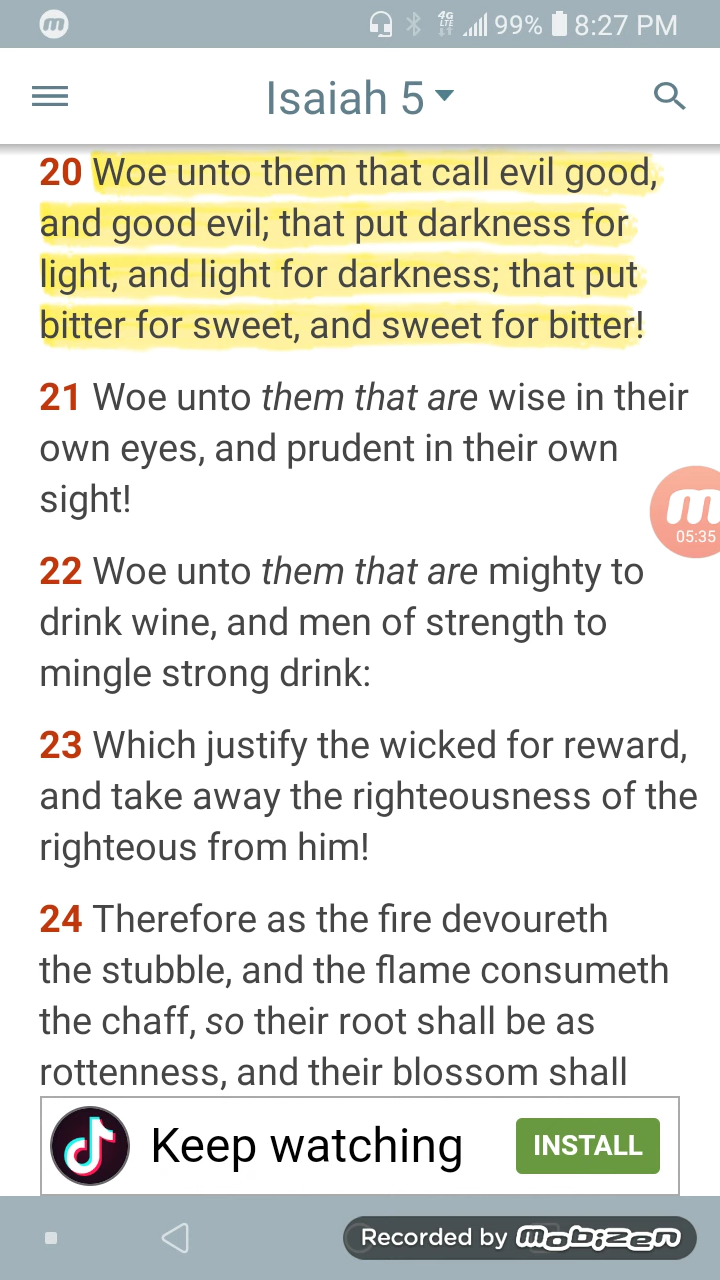 4G LTE 99% 8:27 PM
Isaiah 5
20 Woe unto them that call evil good,
and good evil; that put darkness for
light, and light for darkness; that put
bitter for sweet, and sweet for bitter!
21 Woe unto them that are wise in their
own eyes, and prudent in their own
sight!
05:35
22 Woe unto them that are mighty to
drink wine, and men of strength to
mingle strong drink:
23 Which justify the wicked for reward,
and take away the righteousness of the
righteous from him!
24 Therefore as the fire devoureth
the stubble, and the flame consumeth
the chaff, so their root shall be as
rottenness, and their blossom shall
Keep watching INSTALL
Recorded by mobizen